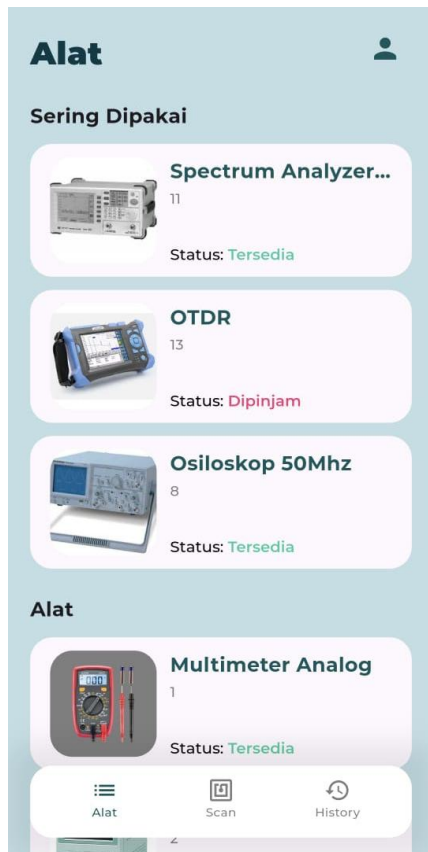 Alat
Sering Dipakai
Spectrum Analyzer...
11
Status: Tersedia
OTDR
13
Status: Dipinjam
Osiloskop 50Mhz
8
Status: Tersedia
Alat
Multimeter Analog
1
Status: Tersedia
Alat
Scan
History
2